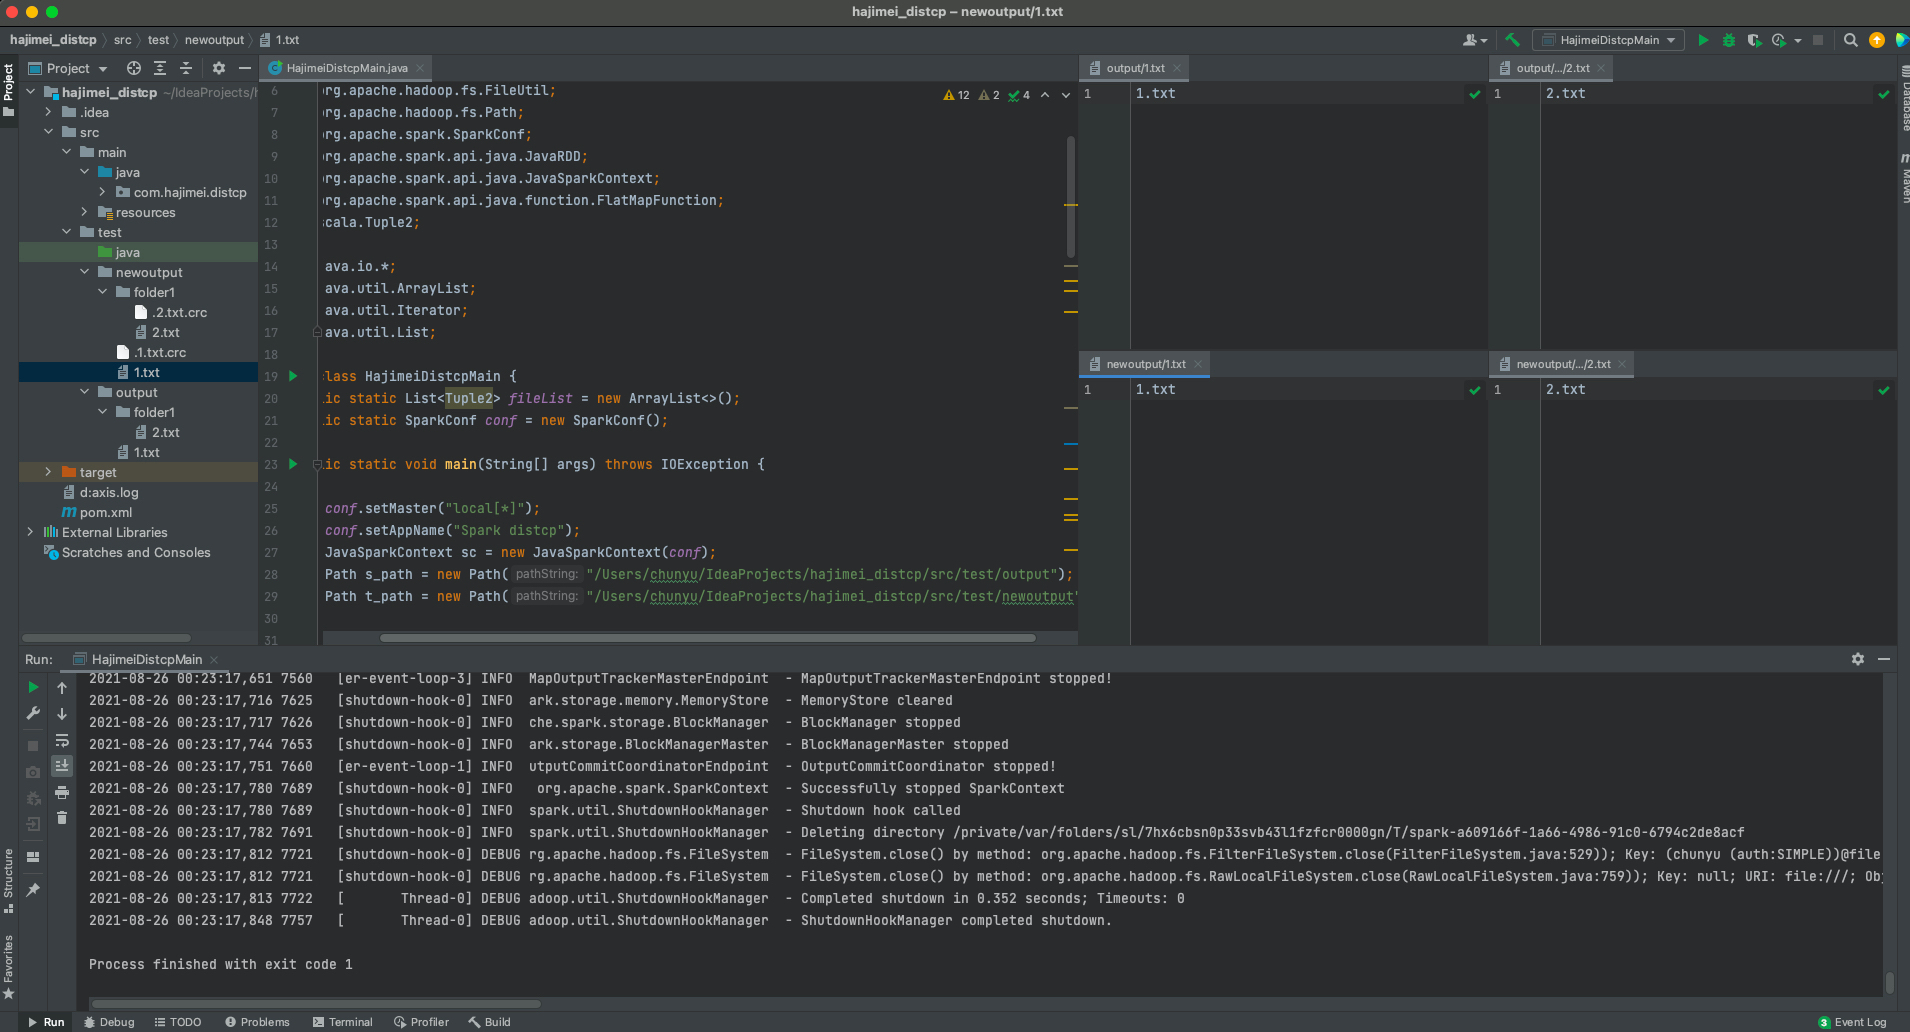 hajimei_distcp – newoutput/1.txt
hajimei_distcp src test newoutput 1.txt
HajimeiDistcpMain
Project
Project
hajimei_distcp ~/IdeaProjects/
.idea
src
main
java
com.hajimei.distcp
resources
test
java
newoutput
folder1
.2.txt.crc
2.txt
.1.txt.crc
1.txt
output
folder1
2.txt
1.txt
target
d:axis.log
pom.xml
External Libraries
Scratches and Consoles
HajimeiDistcpMain.java
12 2 4
6 rg.apache.hadoop.fs.FileUtil;
7 rg.apache.hadoop.fs.Path;
8 rg.apache.spark.SparkConf;
9 rg.apache.spark.api.java.JavaRDD;
10 rg.apache.spark.api.java.JavaSparkContext;
11 rg.apache.spark.api.java.function.FlatMapFunction;
12 cala.Tuple2;
13
14 ava.io.*;
15 ava.util.ArrayList;
16 ava.util.Iterator;
17 ava.util.List;
18
19 lass HajimeiDistcpMain {
20 ic static List<Tuple2> fileList = new ArrayList<>();
21 ic static SparkConf conf = new SparkConf();
22
23 ic static void main(String[] args) throws IOException {
24
25 conf.setMaster("local[*]");
26 conf.setAppName("Spark distcp");
27 JavaSparkContext sc = new JavaSparkContext(conf);
28 Path s_path = new Path( pathString: "/Users/chunyu/IdeaProjects/hajimei_distcp/src/test/output");
29 Path t_path = new Path( pathString: "/Users/chunyu/IdeaProjects/hajimei_distcp/src/test/newoutput"
30
31
output/1.txt
1 1.txt
output/.../2.txt
1 2.txt
newoutput/1.txt
1 1.txt
newoutput/.../2.txt
1 2.txt
Database
Maven
Run: HajimeiDistcpMain
2021-08-26 00:23:17,651 7560 [er-event-loop-3] INFO MapOutputTrackerMasterEndpoint - MapOutputTrackerMasterEndpoint stopped!
2021-08-26 00:23:17,716 7625 [shutdown-hook-0] INFO ark.storage.memory.MemoryStore - MemoryStore cleared
2021-08-26 00:23:17,717 7626 [shutdown-hook-0] INFO che.spark.storage.BlockManager - BlockManager stopped
2021-08-26 00:23:17,744 7653 [shutdown-hook-0] INFO ark.storage.BlockManagerMaster - BlockManagerMaster stopped
2021-08-26 00:23:17,751 7660 [er-event-loop-1] INFO utputCommitCoordinatorEndpoint - OutputCommitCoordinator stopped!
2021-08-26 00:23:17,780 7689 [shutdown-hook-0] INFO org.apache.spark.SparkContext - Successfully stopped SparkContext
2021-08-26 00:23:17,780 7689 [shutdown-hook-0] INFO spark.util.ShutdownHookManager - Shutdown hook called
2021-08-26 00:23:17,782 7691 [shutdown-hook-0] INFO spark.util.ShutdownHookManager - Deleting directory /private/var/folders/sl/7hx6cbsn0p33svb43l1fzfcr0000gn/T/spark-a609166f-1a66-4986-91c0-6794c2de8acf
2021-08-26 00:23:17,812 7721 [shutdown-hook-0] DEBUG rg.apache.hadoop.fs.FileSystem - FileSystem.close() by method: org.apache.hadoop.fs.FilterFileSystem.close(FilterFileSystem.java:529)); Key: (chunyu (auth:SIMPLE))@file
2021-08-26 00:23:17,812 7721 [shutdown-hook-0] DEBUG rg.apache.hadoop.fs.FileSystem - FileSystem.close() by method: org.apache.hadoop.fs.RawLocalFileSystem.close(RawLocalFileSystem.java:759)); Key: null; URI: file:///; Ob
2021-08-26 00:23:17,813 7722 [ Thread-0] DEBUG adoop.util.ShutdownHookManager - Completed shutdown in 0.352 seconds; Timeouts: 0
2021-08-26 00:23:17,848 7757 [ Thread-0] DEBUG adoop.util.ShutdownHookManager - ShutdownHookManager completed shutdown.
Process finished with exit code 1
Structure
Favorites
Run Debug TODO Problems Terminal Profiler Build 3 Event Log